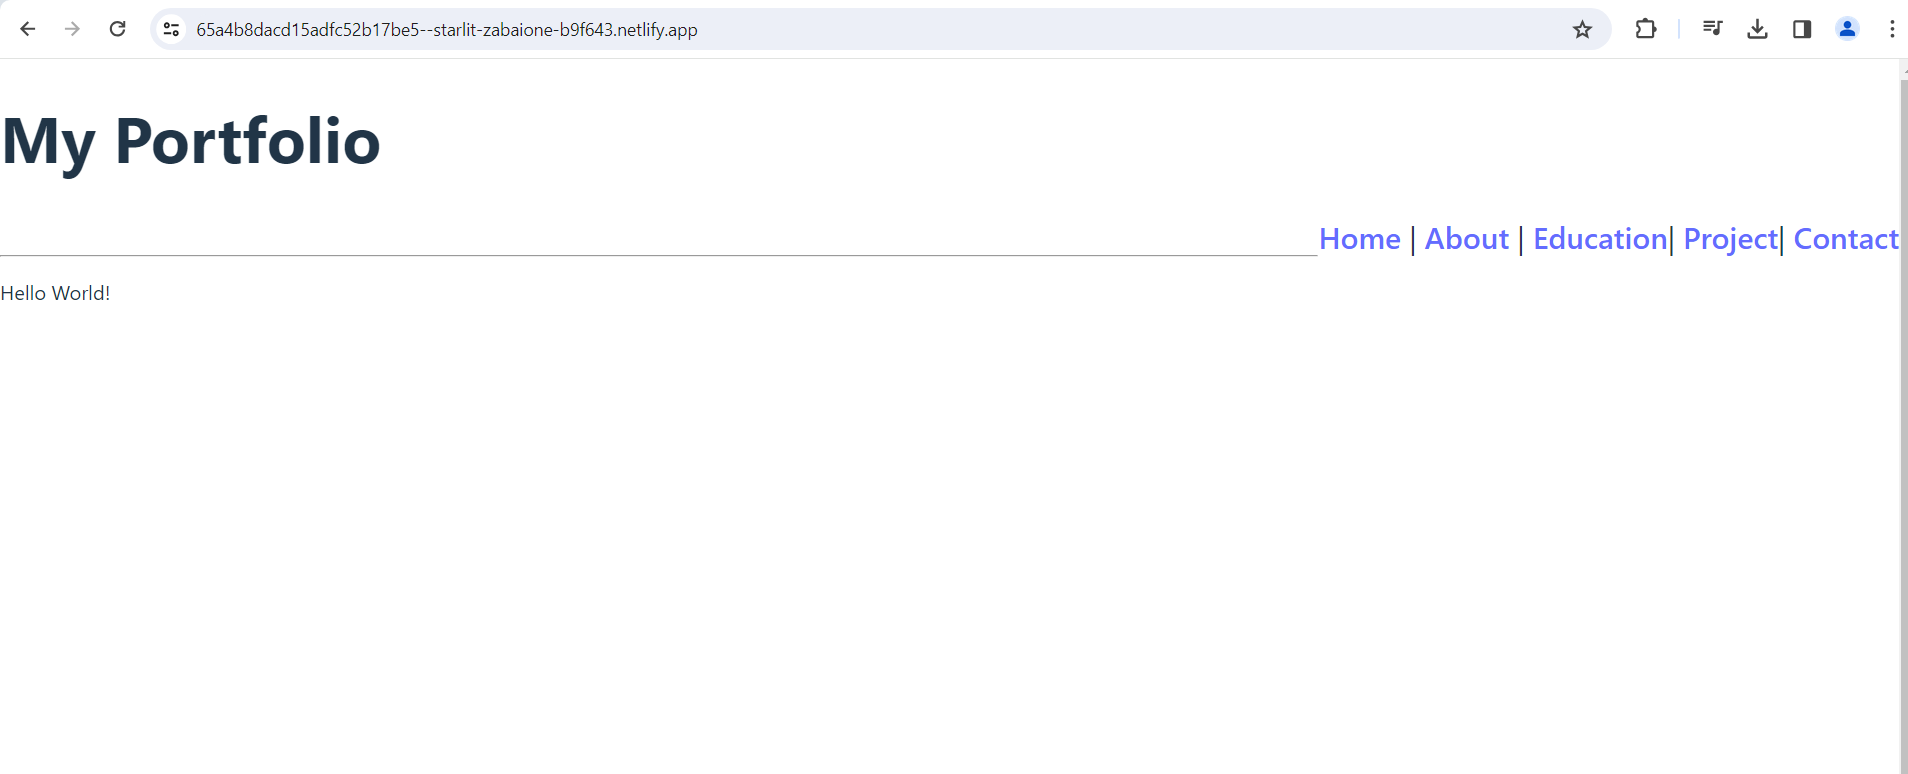 65a4b8dacd15adfc52b17be5--starlit-zabaione-b9f643.netlify.app
My Portfolio
Home | About | Education| Project| Contact
Hello World!